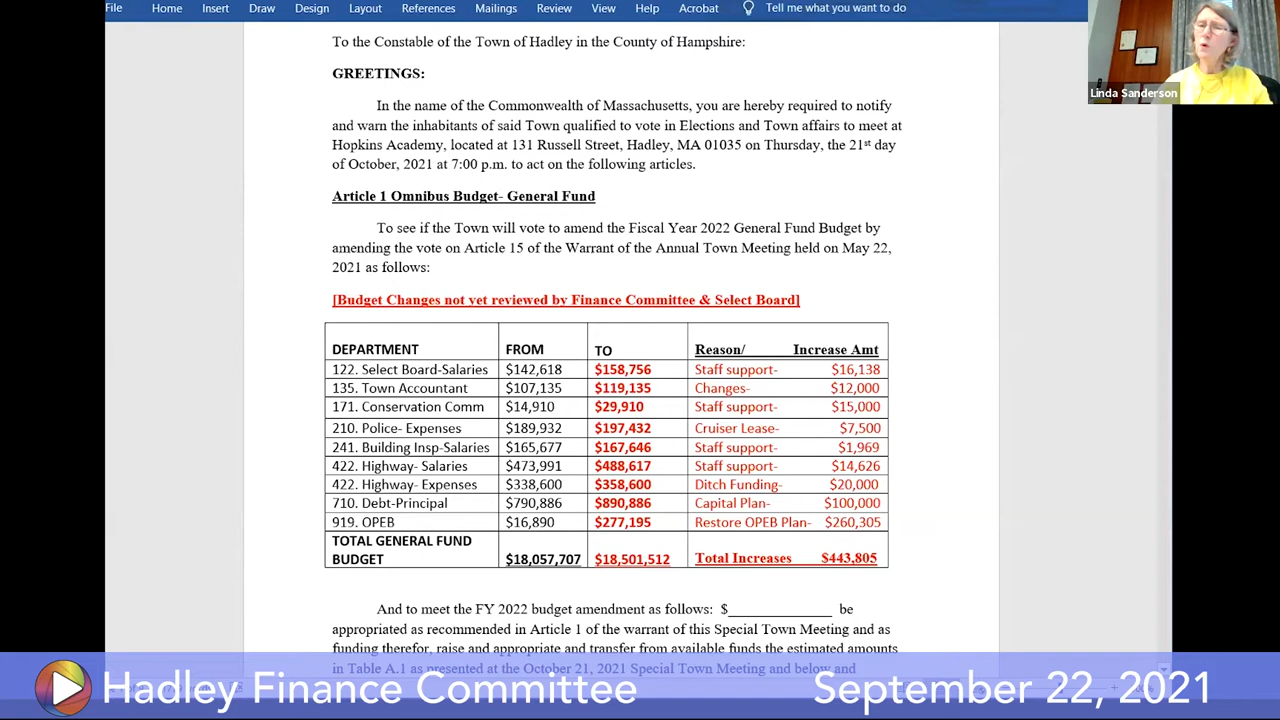 File Home Insert Draw Design Layout References Mailings Review View Help Acrobat Tell me what you want to do
Linda Sanderson
To the Constable of the Town of Hadley in the County of Hampshire:
GREETINGS:
In the name of the Commonwealth of Massachusetts, you are hereby required to notify
and warn the inhabitants of said Town qualified to vote in Elections and Town affairs to meet at
Hopkins Academy, located at 131 Russell Street, Hadley, MA 01035 on Thursday, the 21st day
of October, 2021 at 7:00 p.m. to act on the following articles.
Article 1 Omnibus Budget- General Fund
To see if the Town will vote to amend the Fiscal Year 2022 General Fund Budget by
amending the vote on Article 15 of the Warrant of the Annual Town Meeting held on May 22,
2021 as follows:
[Budget Changes not yet reviewed by Finance Committee & Select Board]
DEPARTMENT FROM TO Reason/ Increase Amt
122. Select Board-Salaries $142,618 $158,756 Staff support- $16,138
135. Town Accountant $107,135 $119,135 Changes- $12,000
171. Conservation Comm $14,910 $29,910 Staff support- $15,000
210. Police- Expenses $189,932 $197,432 Cruiser Lease- $7,500
241. Building Insp-Salaries $165,677 $167,646 Staff support- $1,969
422. Highway- Salaries $473,991 $488,617 Staff support- $14,626
422. Highway- Expenses $338,600 $358,600 Ditch Funding- $20,000
710. Debt-Principal $790,886 $890,886 Capital Plan- $100,000
919. OPEB $16,890 $277,195 Restore OPEB Plan- $260,305
TOTAL GENERAL FUND
BUDGET $18,057,707 $18,501,512 Total Increases $443,805
And to meet the FY 2022 budget amendment as follows: $______________ be
appropriated as recommended in Article 1 of the warrant of this Special Town Meeting and as
funding therefor, raise and appropriate and transfer from available funds the estimated amounts
in Table A.1 as presented at the October 21, 2021 Special Town Meeting and below and
Hadley Finance Committee September 22, 2021